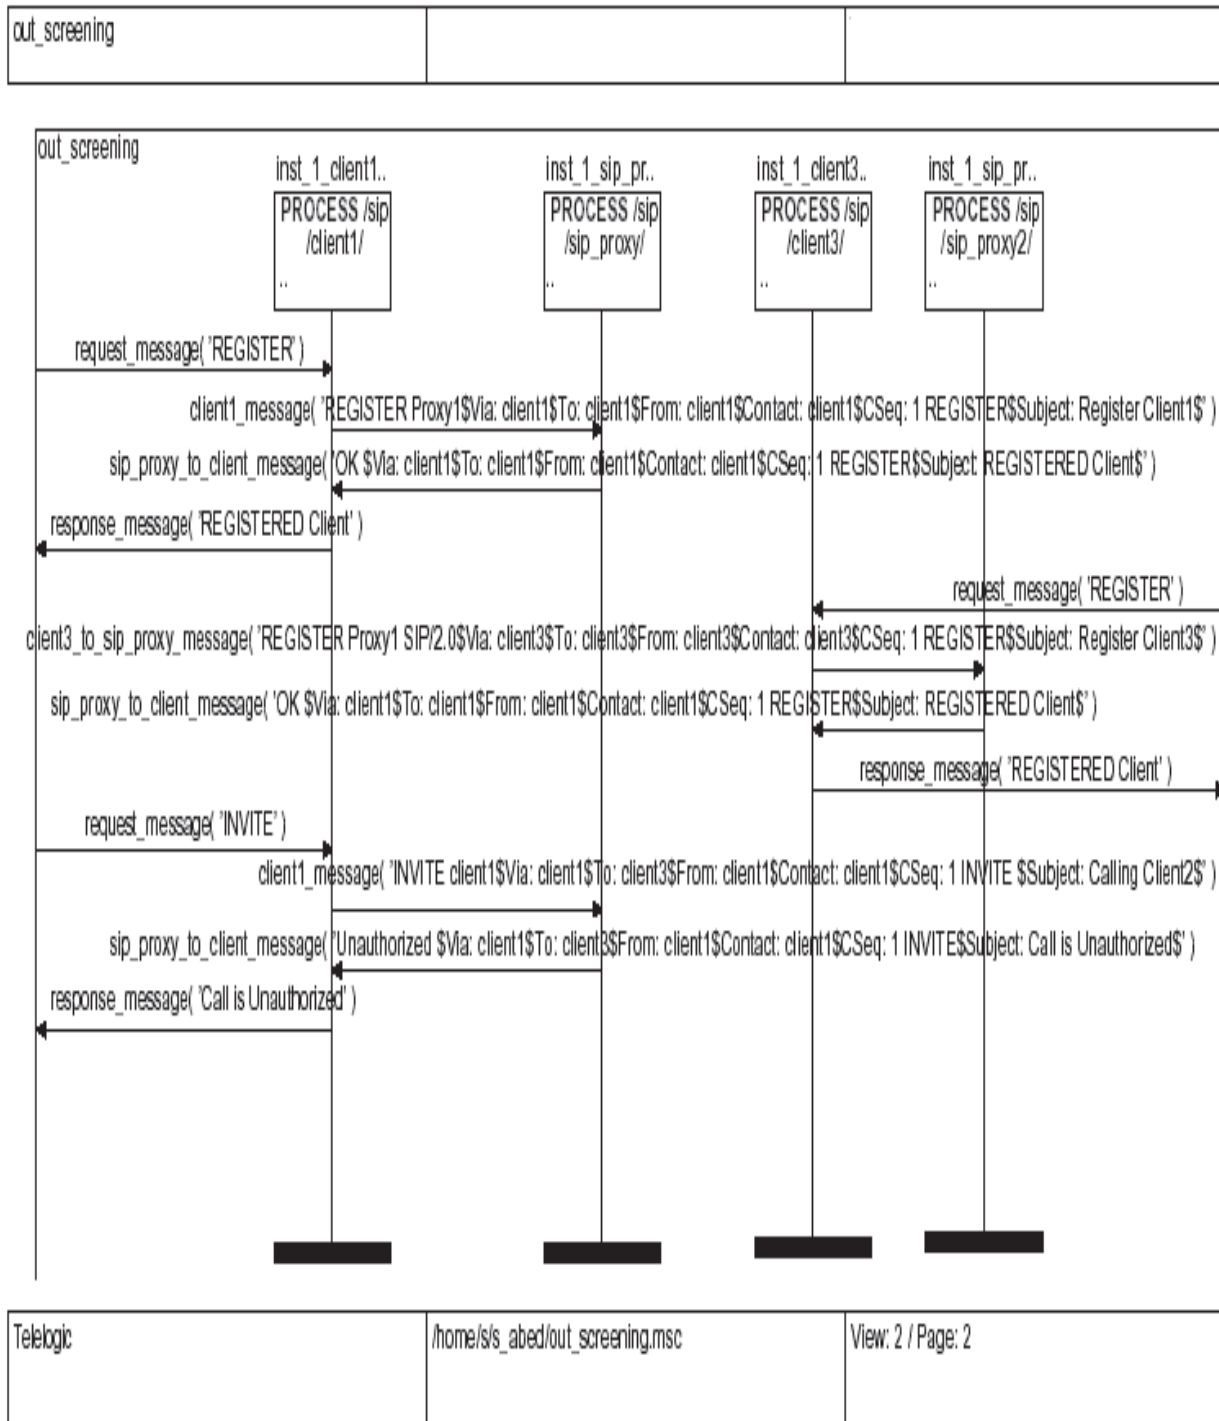 out_screening
out_screening
inst_1_client1.. inst_1_sip_pr.. inst_1_client3.. inst_1_sip_pr..
PROCESS /sip PROCESS /sip PROCESS /sip PROCESS /sip
/client1/ /sip_proxy/ /client3/ /sip_proxy2/
.. .. .. ..
request_message( 'REGISTER' )
client1_message( 'REGISTER Proxy1$Via: client1$To: client1$From: client1$Contact: client1$CSeq: 1 REGISTER$Subject: Register Client1$' )
sip_proxy_to_client_message( 'OK $Via: client1$To: client1$From: client1$Contact: client1$CSeq: 1 REGISTER$Subject: REGISTERED Client$' )
response_message( 'REGISTERED Client' )
request_message( 'REGISTER' )
client3_to_sip_proxy_message( 'REGISTER Proxy1 SIP/2.0$Via: client3$To: client3$From: client3$Contact: client3$CSeq: 1 REGISTER$Subject: Register Client3$' )
sip_proxy_to_client_message( 'OK $Via: client1$To: client1$From: client1$Contact: client1$CSeq: 1 REGISTER$Subject: REGISTERED Client$' )
response_message( 'REGISTERED Client' )
request_message( 'INVITE' )
client1_message( 'INVITE client1$Via: client1$To: client3$From: client1$Contact: client1$CSeq: 1 INVITE $Subject: Calling Client2$' )
sip_proxy_to_client_message( 'Unauthorized $Via: client1$To: client3$From: client1$Contact: client1$CSeq: 1 INVITE$Subject: Call is Unauthorized$' )
response_message( 'Call is Unauthorized' )
Telelogic /home/s/s_abed/out_screening.msc View: 2 / Page: 2